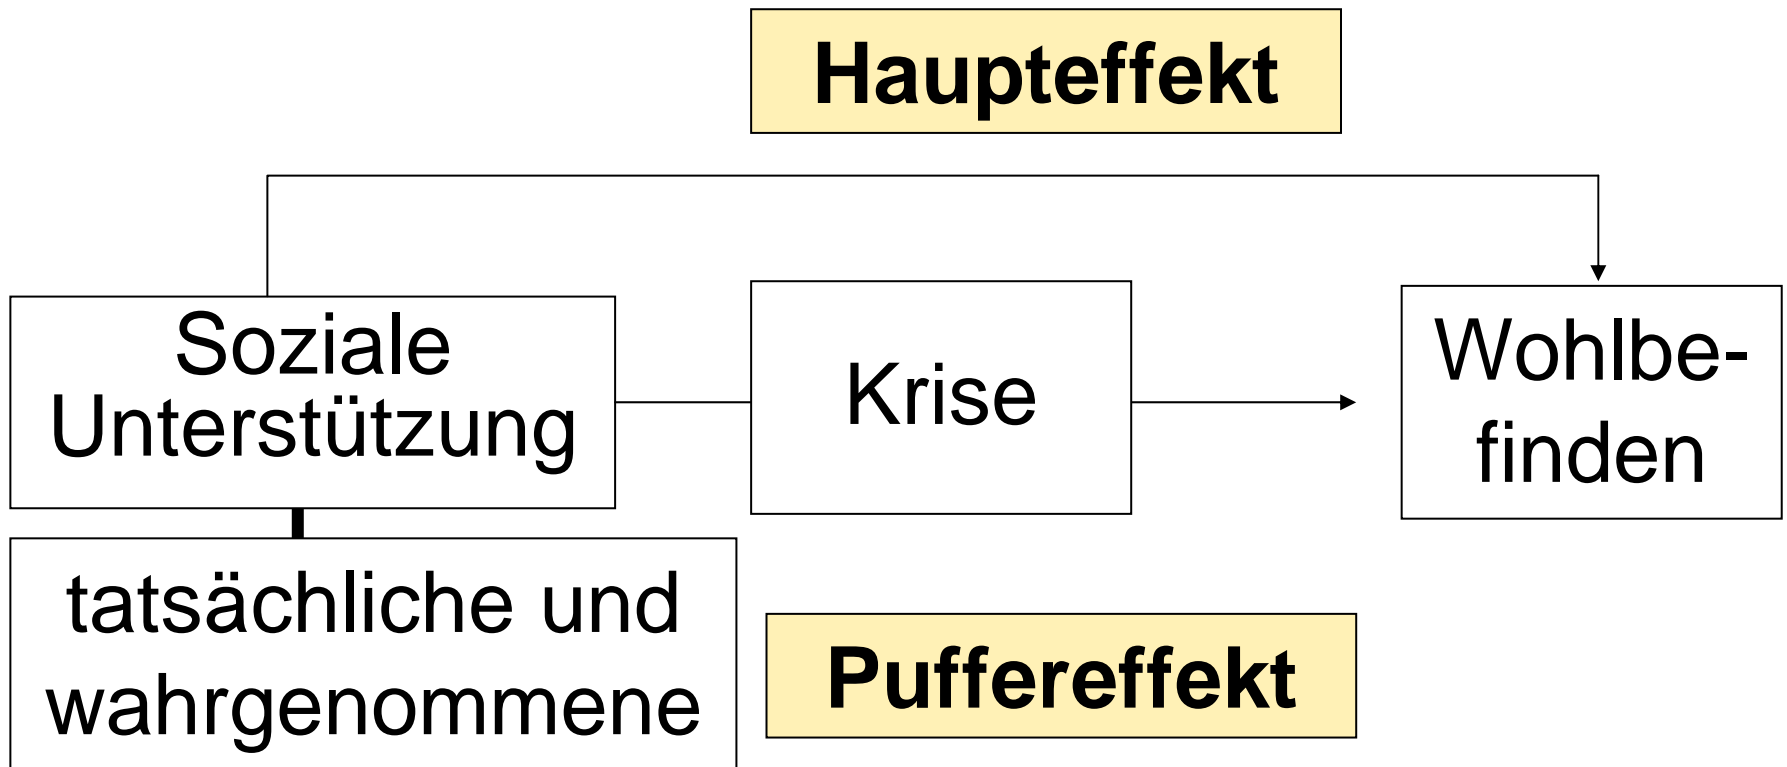 Haupteffekt
Soziale
Unterstützung
Krise
Wohlbe-
finden
tatsächliche und
wahrgenommene
Puffereffekt